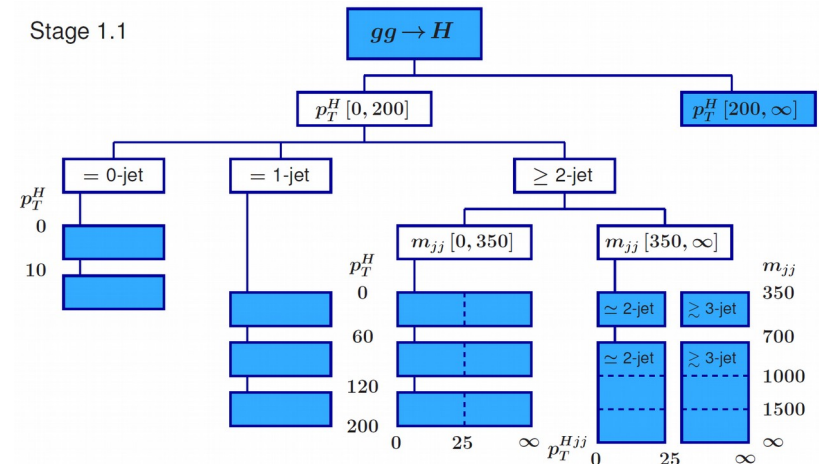 Stage 1.1
gg → H
p_T^H [0, 200]
p_T^H [200, ∞]
= 0-jet
= 1-jet
≥ 2-jet
p_T^H
0
10
m_jj [0, 350]
m_jj [350, ∞]
p_T^H
0
60
120
200
m_jj
350
700
1000
1500
∞
≃ 2-jet
≳ 3-jet
≃ 2-jet
≳ 3-jet
0
25
∞
p_T^Hjj
0
25
∞